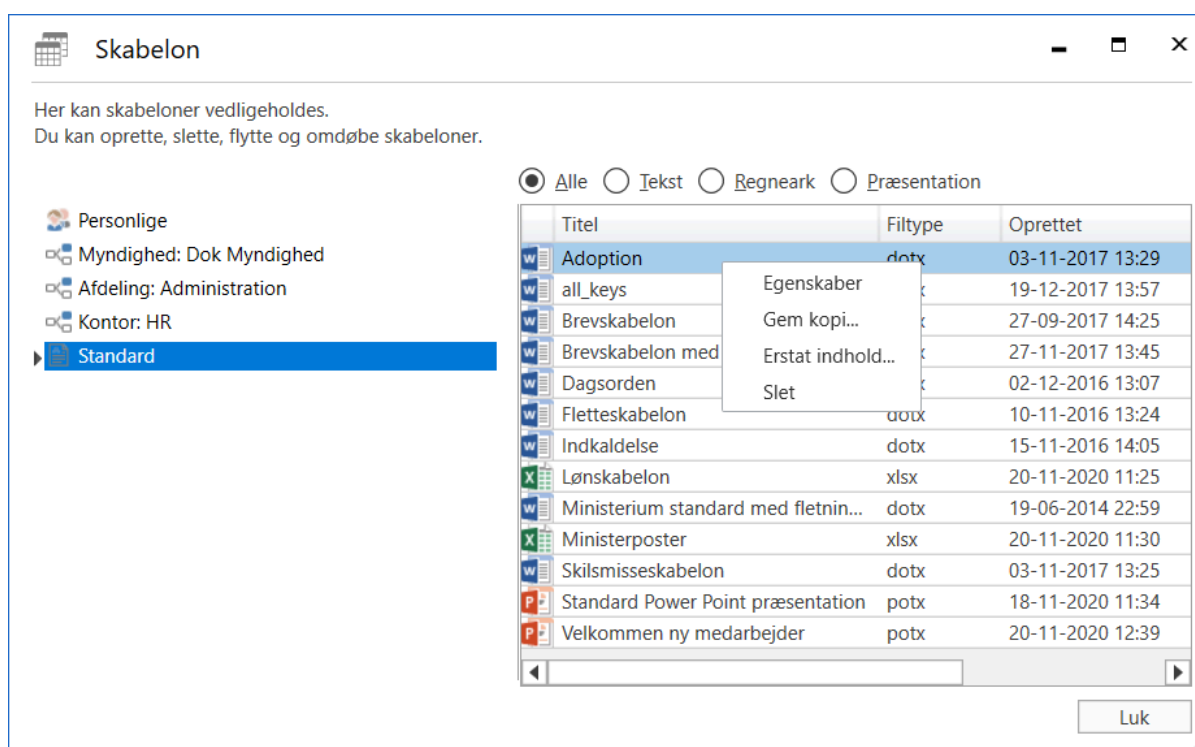 Skabelon
Her kan skabeloner vedligeholdes.
Du kan oprette, slette, flytte og omdøbe skabeloner.
Alle Tekst Regneark Præsentation
Personlige
Myndighed: Dok Myndighed
Afdeling: Administration
Kontor: HR
Standard
Titel Filtype Oprettet
Adoption dotx 03-11-2017 13:29
all_keys 19-12-2017 13:57
Brevskabelon 27-09-2017 14:25
Brevskabelon med 27-11-2017 13:45
Dagsorden 02-12-2016 13:07
Fletteskabelon dotx 10-11-2016 13:24
Indkaldelse dotx 15-11-2016 14:05
Lønskabelon xlsx 20-11-2020 11:25
Ministerium standard med fletnin... dotx 19-06-2014 22:59
Ministerposter xlsx 20-11-2020 11:30
Skilsmisseskabelon dotx 03-11-2017 13:25
Standard Power Point præsentation potx 18-11-2020 11:34
Velkommen ny medarbejder potx 20-11-2020 12:39
Egenskaber
Gem kopi...
Erstat indhold...
Slet
Luk